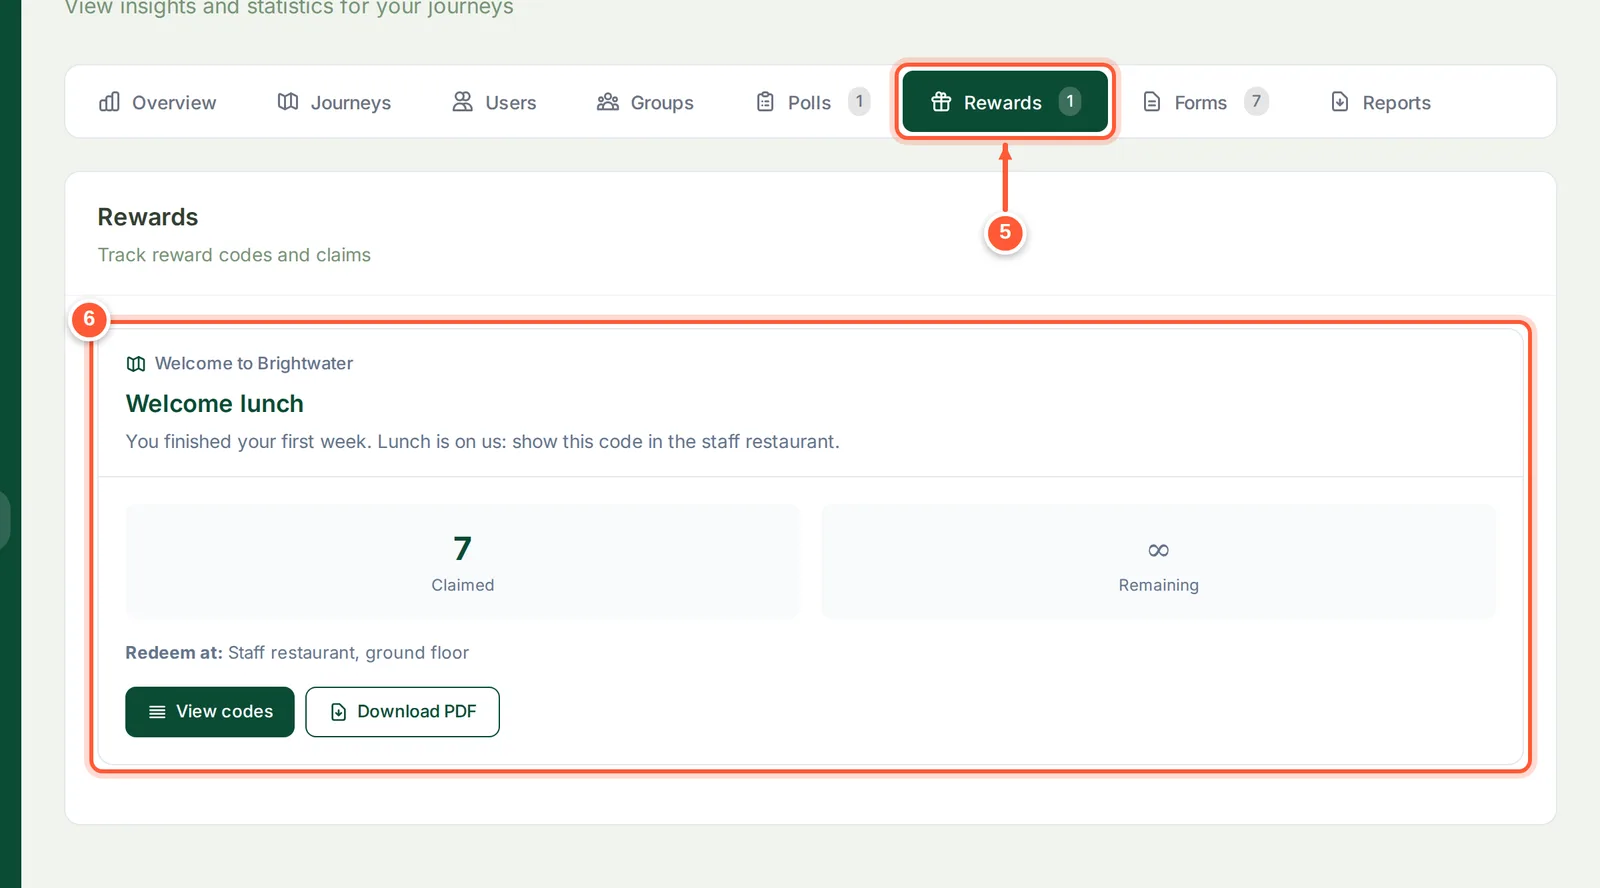 View insights and statistics for your journeys
Overview Journeys Users Groups Polls 1 Rewards 1 Forms 7 Reports
5
Rewards
Track reward codes and claims
6
Welcome to Brightwater
Welcome lunch
You finished your first week. Lunch is on us: show this code in the staff restaurant.
7
Claimed
∞
Remaining
Redeem at: Staff restaurant, ground floor
View codes Download PDF